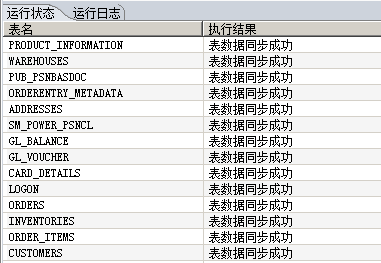 运行状态 运行日志
表名 执行结果
PRODUCT_INFORMATION 表数据同步成功
WAREHOUSES 表数据同步成功
PUB_PSNBASDOC 表数据同步成功
ORDERENTRY_METADATA 表数据同步成功
ADDRESSES 表数据同步成功
SM_POWER_PSNCL 表数据同步成功
GL_BALANCE 表数据同步成功
GL_VOUCHER 表数据同步成功
CARD_DETAILS 表数据同步成功
LOGON 表数据同步成功
ORDERS 表数据同步成功
INVENTORIES 表数据同步成功
ORDER_ITEMS 表数据同步成功
CUSTOMERS 表数据同步成功